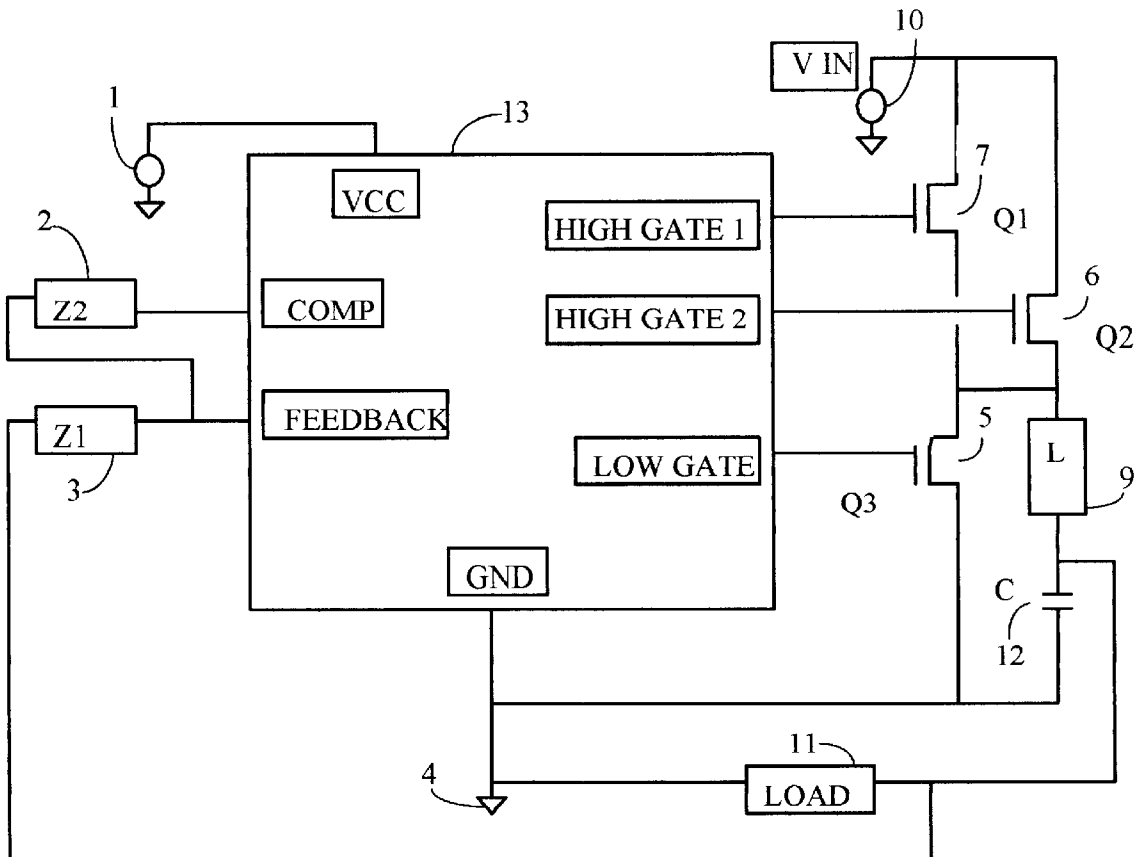 10
V IN
1
13
7
VCC
HIGH GATE 1
Q1
2
6
Z2
COMP
HIGH GATE 2
Q2
Z1
FEEDBACK
5
L
LOW GATE
9
3
Q3
GND
C
12
11
4
LOAD